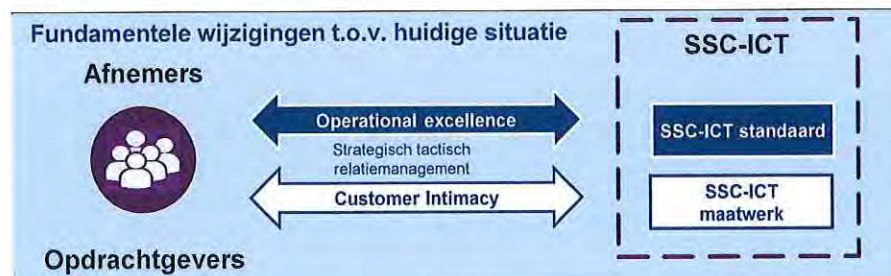 Fundamentele wijzigingen t.o.v. huidige situatie
SSC-ICT
Afnemers
Operational excellence
SSC-ICT standaard
Strategisch tactisch
relatiemanagement
Customer Intimacy
SSC-ICT
maatwerk
Opdrachtgevers